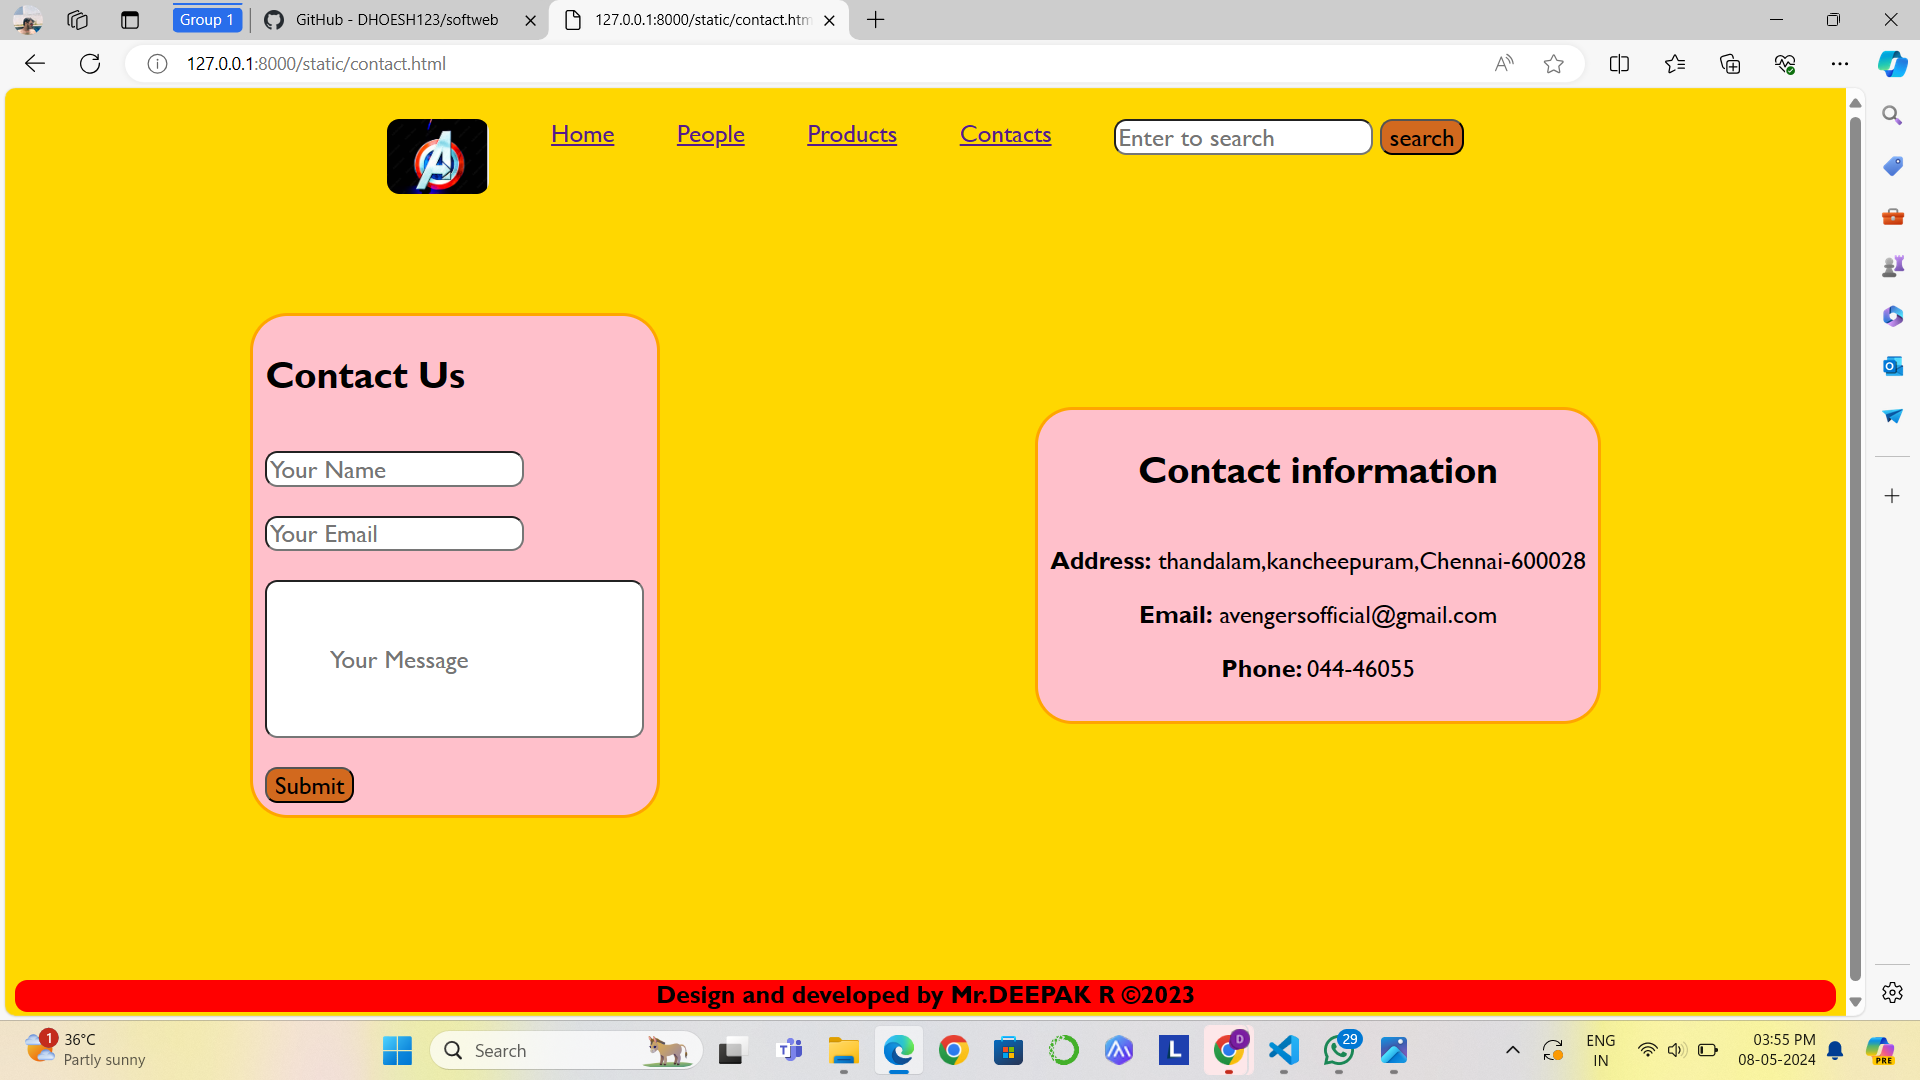 Group 1
GitHub - DHOESH123/softweb
127.0.0.1:8000/static/contact.htm
127.0.0.1:8000/static/contact.html
Home
People
Products
Contacts
Enter to search
search
Contact Us
Your Name
Your Email
Your Message
Submit
Contact information
Address: thandalam,kancheepuram,Chennai-600028
Email: avengersofficial@gmail.com
Phone: 044-46055
Design and developed by Mr.DEEPAK R ©2023
1
36°C
Partly sunny
Search
L
D
29
ENG
IN
03:55 PM
08-05-2024
PRE